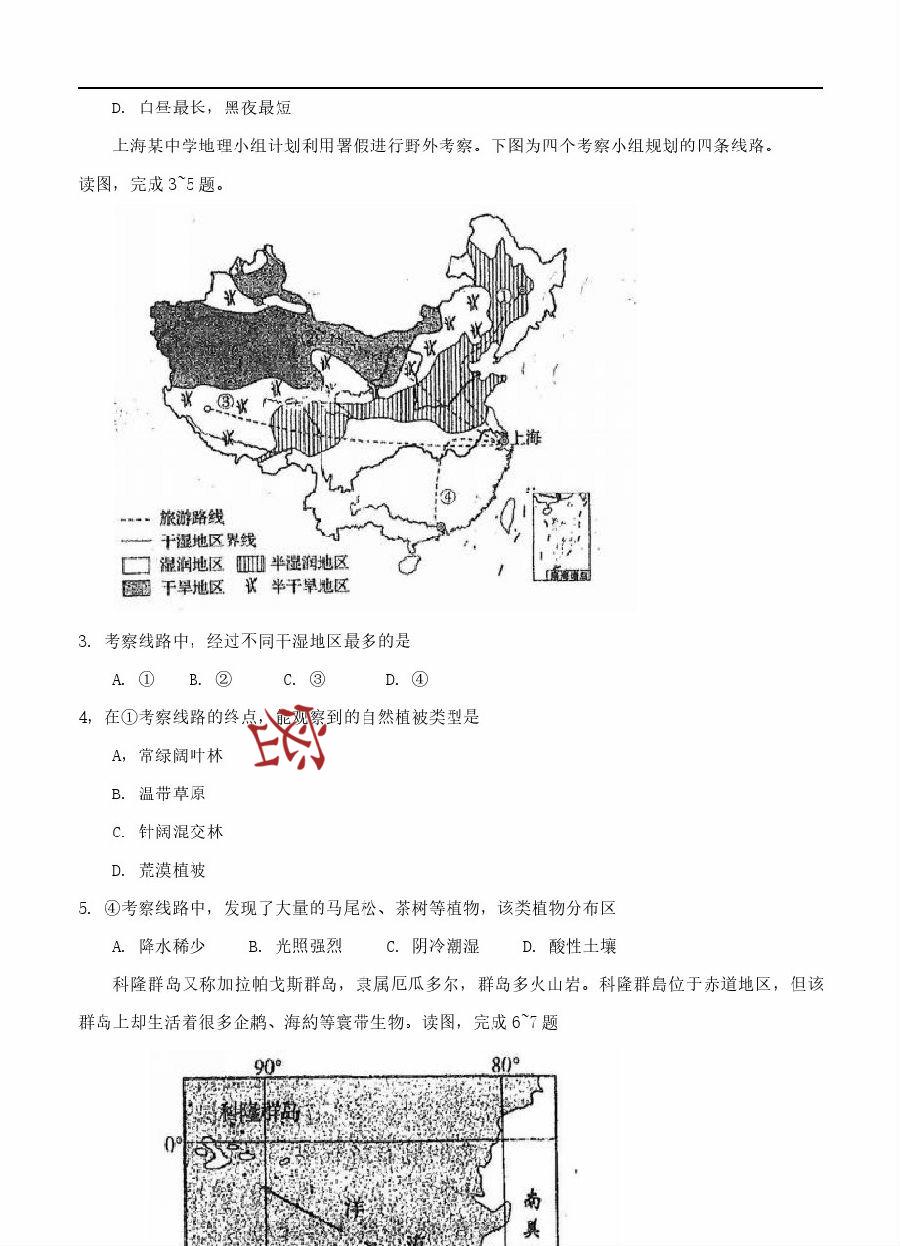 D. 白昼最长，黑夜最短
上海某中学地理小组计划利用署假进行野外考察。下图为四个考察小组规划的四条线路。
读图，完成 3~5 题。
③
上海
④
旅游路线
干湿地区界线
湿润地区 半湿润地区
干旱地区 半干旱地区
3. 考察线路中，经过不同干湿地区最多的是
A. ① B. ② C. ③ D. ④
4，在①考察线路的终点，能观察到的自然植被类型是
A，常绿阔叶林
B. 温带草原
C. 针阔混交林
D. 荒漠植被
5. ④考察线路中，发现了大量的马尾松、茶树等植物，该类植物分布区
A. 降水稀少 B. 光照强烈 C. 阴冷潮湿 D. 酸性土壤
科隆群岛又称加拉帕戈斯群岛，隶属厄瓜多尔，群岛多火山岩。科隆群島位于赤道地区，但该
群岛上却生活着很多企鹅、海約等寰带生物。读图，完成 6~7 题
90° 80°
科隆群岛
0°
洋
南